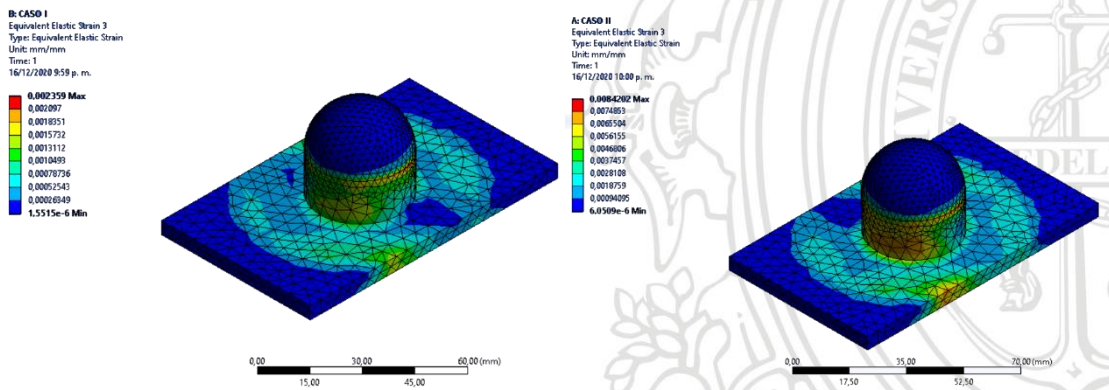 B: CASO I
Equivalent Elastic Strain 3
Type: Equivalent Elastic Strain
Unit: mm/mm
Time: 1
16/12/2020 9:59 p. m.
0,002359 Max
0,002097
0,0018351
0,0015732
0,0013112
0,0010493
0,00078736
0,00052543
0,00026349
1,5515e-6 Min
0,00
30,00
60,00 (mm)
15,00
45,00
A: CASO II
Equivalent Elastic Strain 3
Type: Equivalent Elastic Strain
Unit: mm/mm
Time: 1
16/12/2020 10:00 p. m.
0,0084202 Max
0,0074853
0,0065504
0,0056155
0,0046806
0,0037457
0,0028108
0,0018759
0,00094095
6,0509e-6 Min
0,00
35,00
70,00 (mm)
17,50
52,50
VERS
EDEL